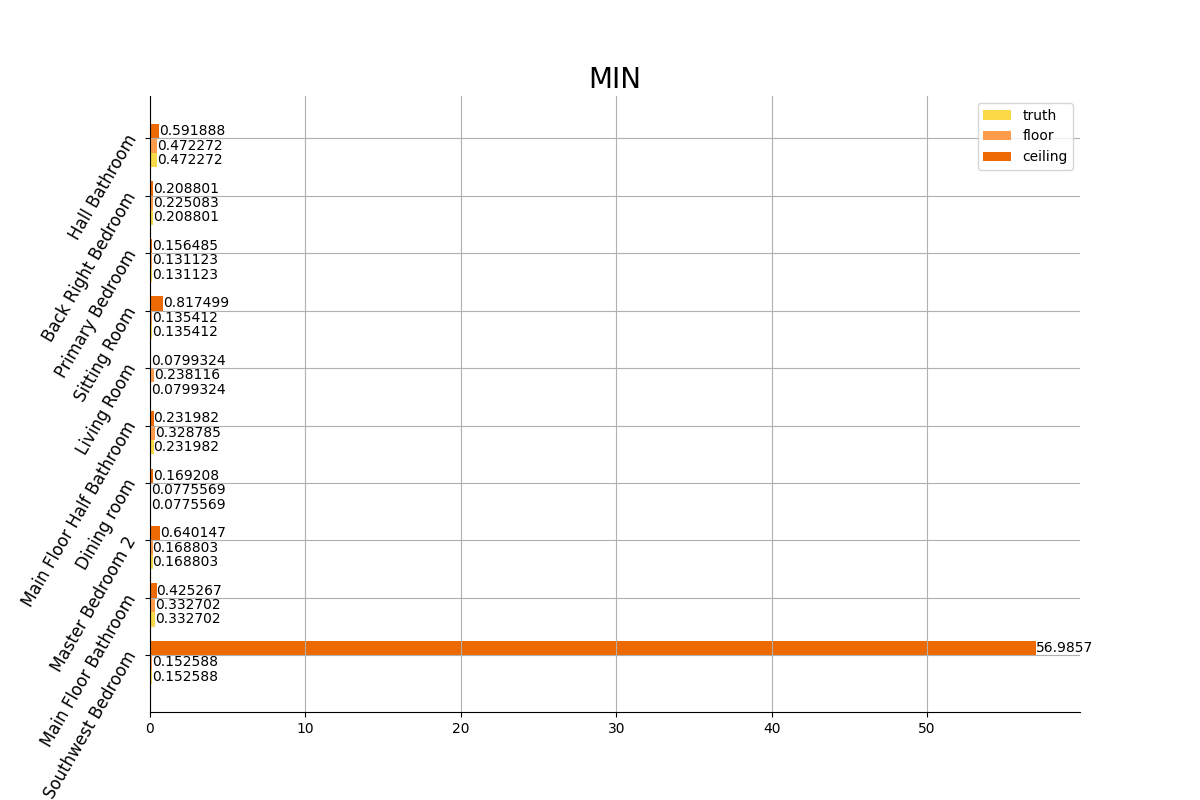 MIN
truth
floor
ceiling
Hall Bathroom
0.591888
0.472272
0.472272
Back Right Bedroom
0.208801
0.225083
0.208801
Primary Bedroom
0.156485
0.131123
0.131123
Sitting Room
0.817499
0.135412
0.135412
Living Room
0.0799324
0.238116
0.0799324
Main Floor Half Bathroom
0.231982
0.328785
0.231982
Dining room
0.169208
0.0775569
0.0775569
Master Bedroom 2
0.640147
0.168803
0.168803
Main Floor Bathroom
0.425267
0.332702
0.332702
Southwest Bedroom
56.9857
0.152588
0.152588
0 10 20 30 40 50